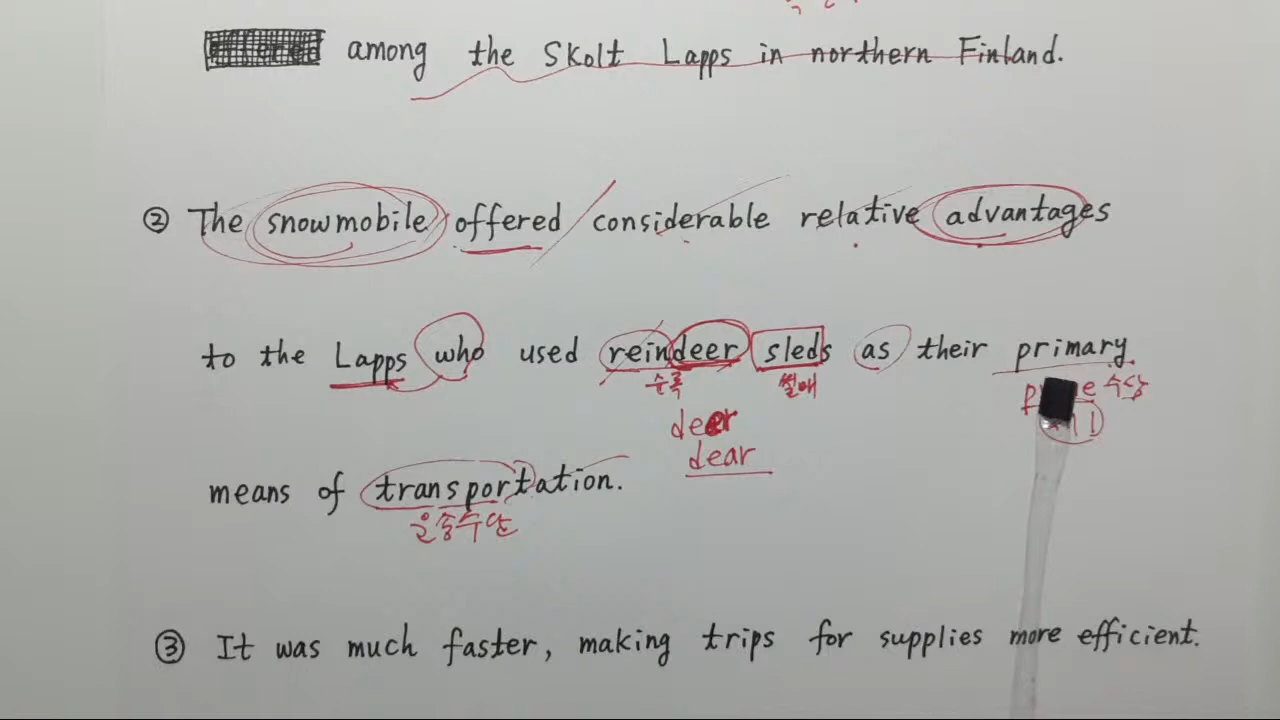 among the Skolt Lapps in northern Finland.
② The snowmobile offered considerable relative advantages
to the Lapps who used reindeer sleds as their primary
순록 썰매 수상
deer
dear
means of transportation.
운송수단
③ It was much faster, making trips for supplies more efficient.